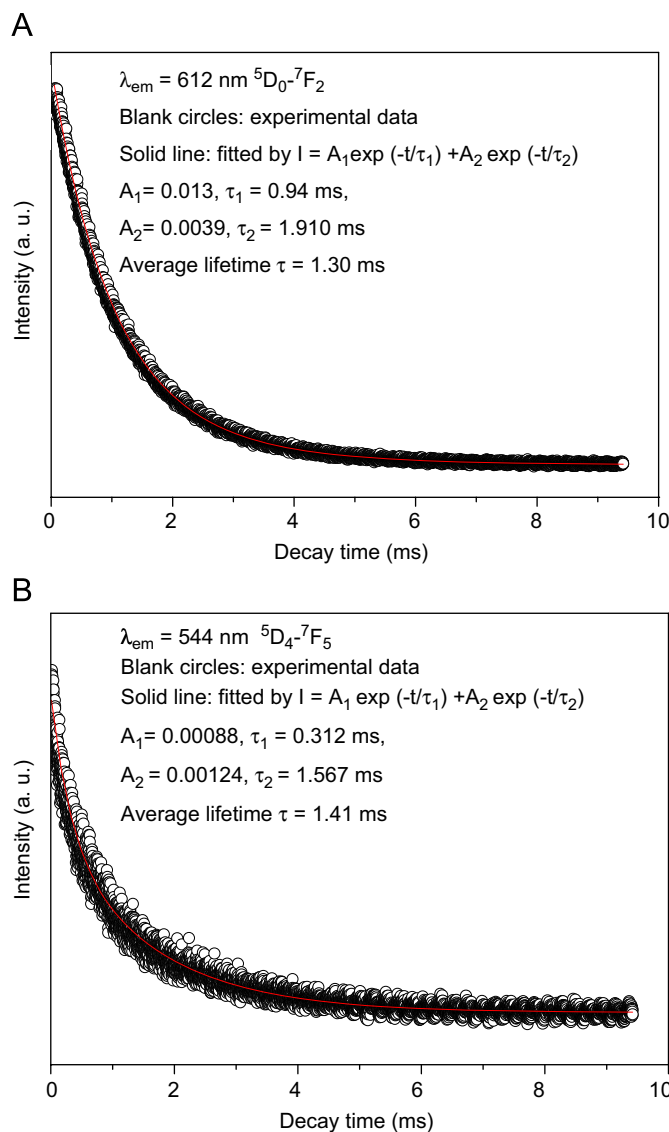 A
λem = 612 nm ⁵D₀-⁷F₂
Blank circles: experimental data
Solid line: fitted by I = A₁exp (-t/τ₁) +A₂ exp (-t/τ₂)
A₁= 0.013, τ₁ = 0.94 ms,
A₂= 0.0039, τ₂ = 1.910 ms
Average lifetime τ = 1.30 ms
Intensity (a. u.)
0 2 4 6 8 10
Decay time (ms)
B
λem = 544 nm ⁵D₄-⁷F₅
Blank circles: experimental data
Solid line: fitted by I = A₁ exp (-t/τ₁) +A₂ exp (-t/τ₂)
A₁= 0.00088, τ₁ = 0.312 ms,
A₂ = 0.00124, τ₂ = 1.567 ms
Average lifetime τ = 1.41 ms
Intensity (a. u.)
0 2 4 6 8 10
Decay time (ms)